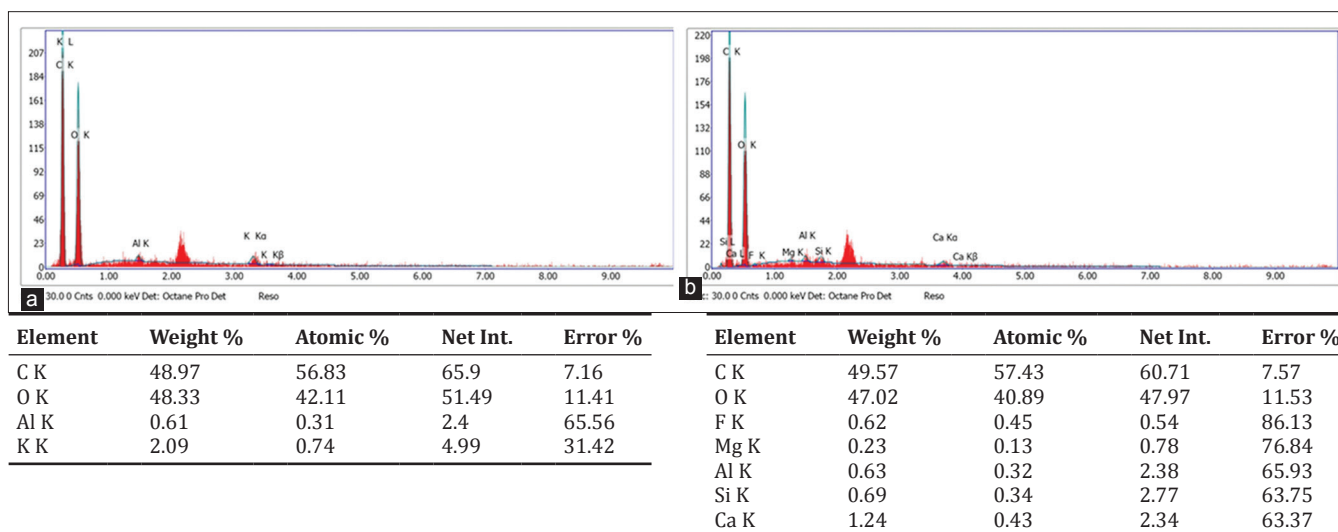 207
184
161
138
115
92
69
46
23
0
K L
C K
O K
Al K
K Kα
K Kβ
0.00 1.00 2.00 3.00 4.00 5.00 6.00 7.00 8.00 9.00
a
30.0 0 Cnts 0.000 keV Det: Octane Pro Det Reso
220
198
176
154
132
110
88
66
44
22
0
C K
O K
Si L
Ca L
F K
Mg K
Al K
Si K
Ca Kα
Ca Kβ
0.00 1.00 2.00 3.00 4.00 5.00 6.00 7.00 8.00 9.00
b
c: 30.0 0 Cnts 0.000 keV Det: Octane Pro Det Reso
Element Weight % Atomic % Net Int. Error %
C K 48.97 56.83 65.9 7.16
O K 48.33 42.11 51.49 11.41
Al K 0.61 0.31 2.4 65.56
K K 2.09 0.74 4.99 31.42
Element Weight % Atomic % Net Int. Error %
C K 49.57 57.43 60.71 7.57
O K 47.02 40.89 47.97 11.53
F K 0.62 0.45 0.54 86.13
Mg K 0.23 0.13 0.78 76.84
Al K 0.63 0.32 2.38 65.93
Si K 0.69 0.34 2.77 63.75
Ca K 1.24 0.43 2.34 63.37